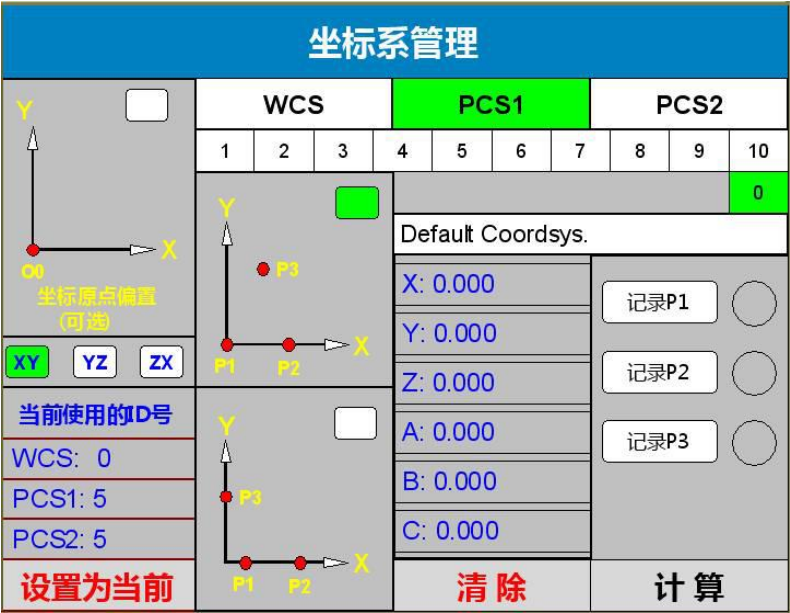 坐标系管理
WCS PCS1 PCS2
1 2 3 4 5 6 7 8 9 10
0
Default Coordsys.
Y
X
O0
坐标原点偏置
(可选)
XY YZ ZX
当前使用的ID号
WCS: 0
PCS1: 5
PCS2: 5
设置为当前
Y
P3
X
P1 P2
Y
P3
X
P1 P2
X: 0.000
Y: 0.000
Z: 0.000
A: 0.000
B: 0.000
C: 0.000
清 除
记录P1
记录P2
记录P3
计 算